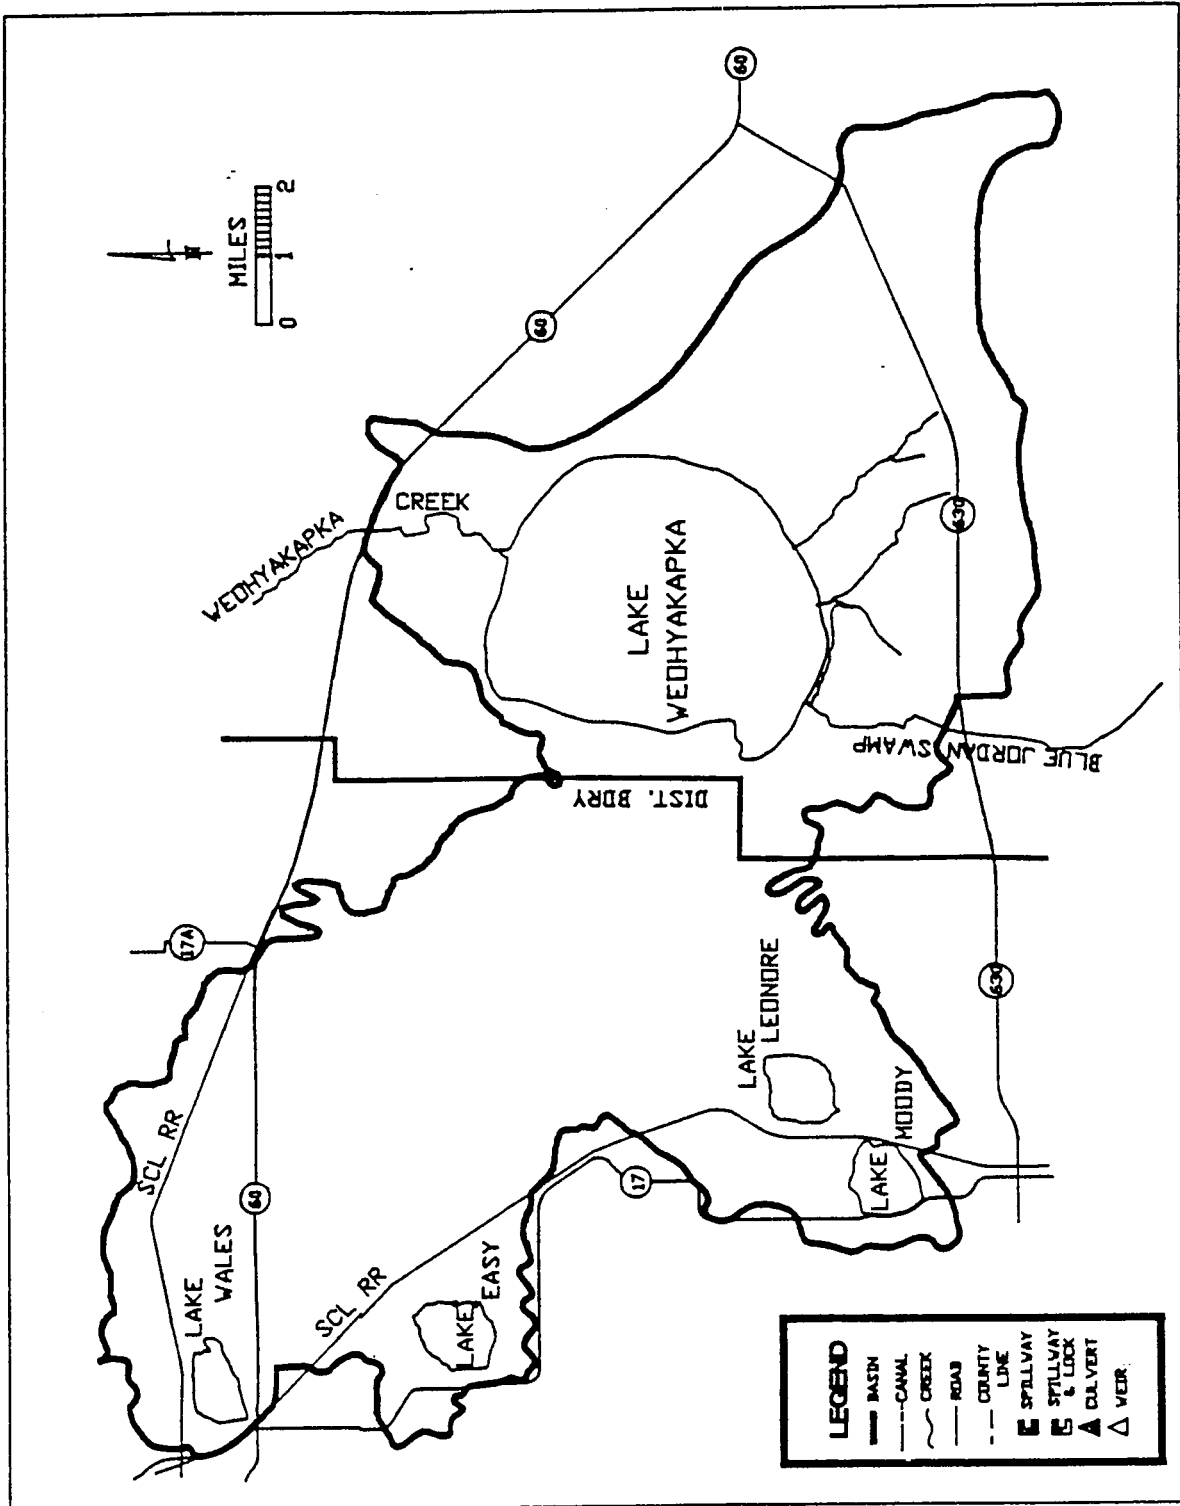 MILES
0 1 2
60
60
WEOHYAKAPKA
CREEK
LAKE
WEOHYAKAPKA
630
BLUE JORDAN SWAMP
DIST. BDRY
17A
SCL RR
60
LAKE
WALES
SCL RR
LAKE
EASY
17
LAKE
LEONORE
LAKE
MOODY
630
LEGEND
BASIN
CANAL
CREEK
ROAD
COUNTY
LINE
SPILLWAY
SPILLWAY
& LOCK
CULVERT
WEIR